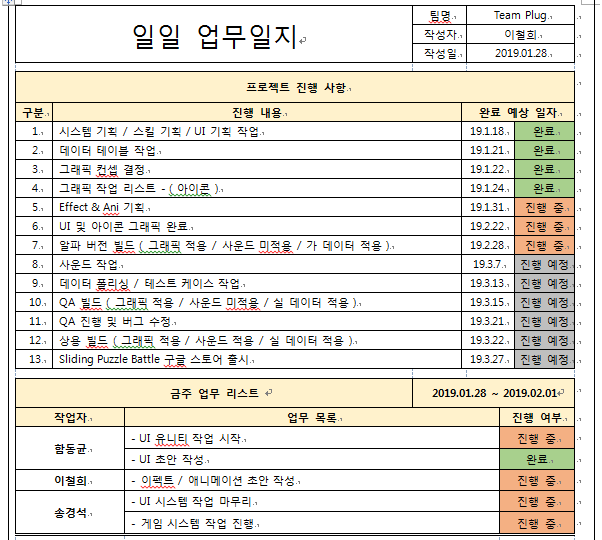 일일 업무일지
팀명 Team Plug.
작성자 이철희
작성일 2019.01.28.
프로젝트 진행 사항
구분 진행 내용 완료 예상 일자
1. 시스템 기획 / 스킬 기획 / UI 기획 작업. 19.1.18. 완료
2. 데이터 테이블 작업. 19.1.21. 완료
3. 그래픽 컨셉 결정. 19.1.22. 완료
4. 그래픽 작업 리스트 - ( 아이콘 ). 19.1.24. 완료
5. Effect & Ani 기획. 19.1.31. 진행 중
6. UI 및 아이콘 그래픽 완료. 19.2.22. 진행 중
7. 알파 버전 빌드 ( 그래픽 적용 / 사운드 미적용 / 가 데이터 적용 ). 19.2.28. 진행 중
8. 사운드 작업. 19.3.7. 진행 예정
9. 데이터 폴리싱 / 테스트 케이스 작업. 19.3.13. 진행 예정
10. QA 빌드 ( 그래픽 적용 / 사운드 미적용 / 실 데이터 적용 ). 19.3.15. 진행 예정
11. QA 진행 및 버그 수정. 19.3.21. 진행 예정
12. 상용 빌드 ( 그래픽 적용 / 사운드 적용 / 실 데이터 적용 ). 19.3.22. 진행 예정
13. Sliding Puzzle Battle 구글 스토어 출시. 19.3.27. 진행 예정
금주 업무 리스트 2019.01.28 ~ 2019.02.01
작업자 업무 목록 진행 여부
함동균 - UI 유니티 작업 시작. 진행 중
- UI 초안 작성. 완료
이철희 - 이펙트 / 애니메이션 초안 작성. 진행 중
송경석 - UI 시스템 작업 마무리. 진행 중
- 게임 시스템 작업 진행. 진행 중